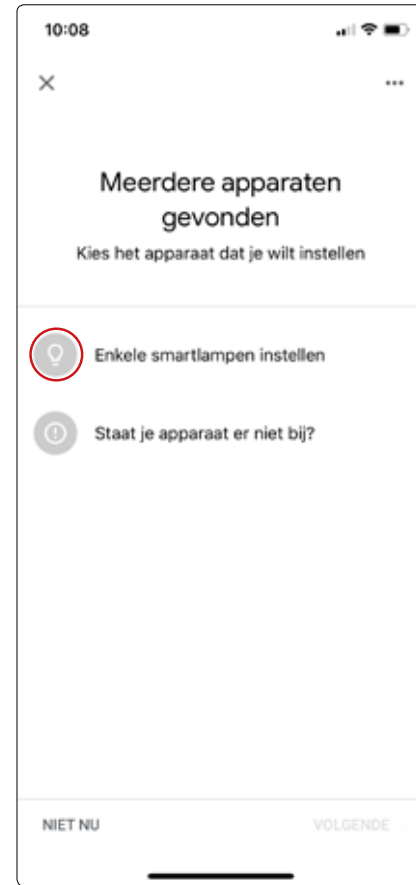 10:08
Meerdere apparaten
gevonden
Kies het apparaat dat je wilt instellen
Enkele smartlampen instellen
Staat je apparaat er niet bij?
NIET NU VOLGENDE